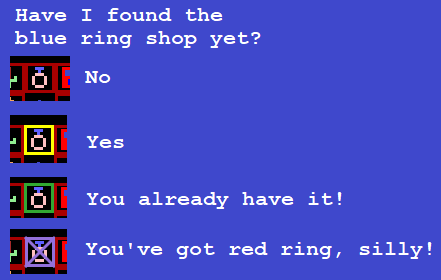 Have I found the
blue ring shop yet?
No
Yes
You already have it!
You've got red ring, silly!